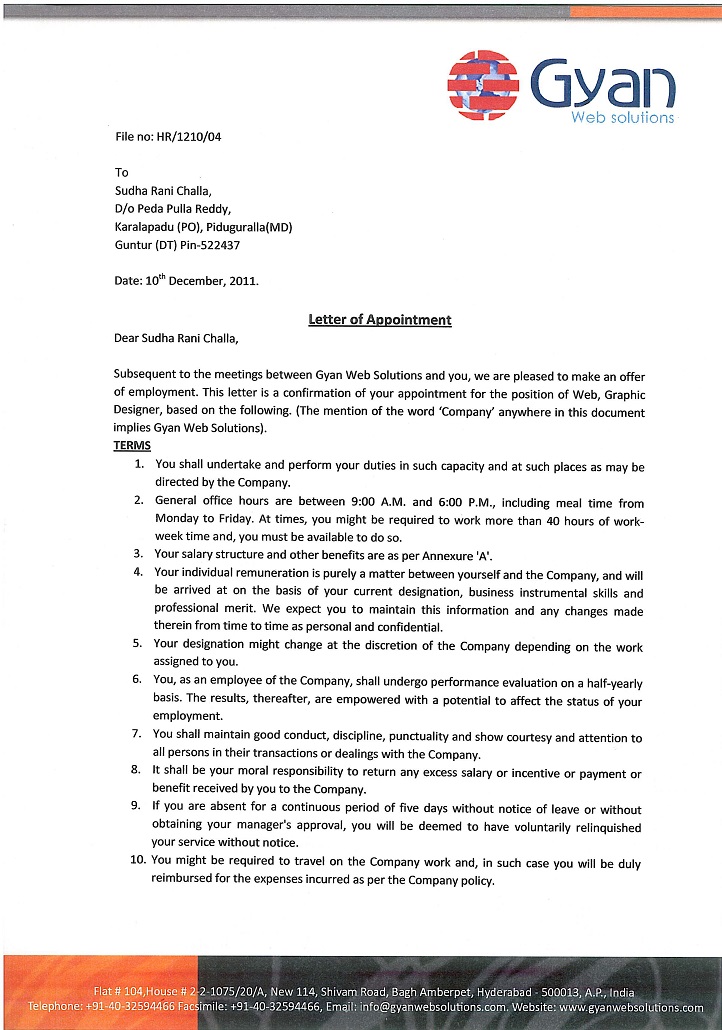 Gyan
Web solutions
File no: HR/1210/04
To
Sudha Rani Challa,
D/o Peda Pulla Reddy,
Karalapadu (PO), Piduguralla(MD)
Guntur (DT) Pin-522437
Date: 10th December, 2011.
Letter of Appointment
Dear Sudha Rani Challa,
Subsequent to the meetings between Gyan Web Solutions and you, we are pleased to make an offer
of employment. This letter is a confirmation of your appointment for the position of Web, Graphic
Designer, based on the following. (The mention of the word ‘Company’ anywhere in this document
implies Gyan Web Solutions).
TERMS
1. You shall undertake and perform your duties in such capacity and at such places as may be
directed by the Company.
2. General office hours are between 9:00 A.M. and 6:00 P.M., including meal time from
Monday to Friday. At times, you might be required to work more than 40 hours of work-
week time and, you must be available to do so.
3. Your salary structure and other benefits are as per Annexure 'A'.
4. Your individual remuneration is purely a matter between yourself and the Company, and will
be arrived at on the basis of your current designation, business instrumental skills and
professional merit. We expect you to maintain this information and any changes made
therein from time to time as personal and confidential.
5. Your designation might change at the discretion of the Company depending on the work
assigned to you.
6. You, as an employee of the Company, shall undergo performance evaluation on a half-yearly
basis. The results, thereafter, are empowered with a potential to affect the status of your
employment.
7. You shall maintain good conduct, discipline, punctuality and show courtesy and attention to
all persons in their transactions or dealings with the Company.
8. It shall be your moral responsibility to return any excess salary or incentive or payment or
benefit received by you to the Company.
9. If you are absent for a continuous period of five days without notice of leave or without
obtaining your manager's approval, you will be deemed to have voluntarily relinquished
your service without notice.
10. You might be required to travel on the Company work and, in such case you will be duly
reimbursed for the expenses incurred as per the Company policy.
Flat # 104,House # 2-2-1075/20/A, New 114, Shivam Road, Bagh Amberpet, Hyderabad - 500013, A.P., India
Telephone: +91-40-32594466 Facsimile: +91-40-32594466, Email: info@gyanwebsolutions.com. Website: www.gyanwebsolutions.com